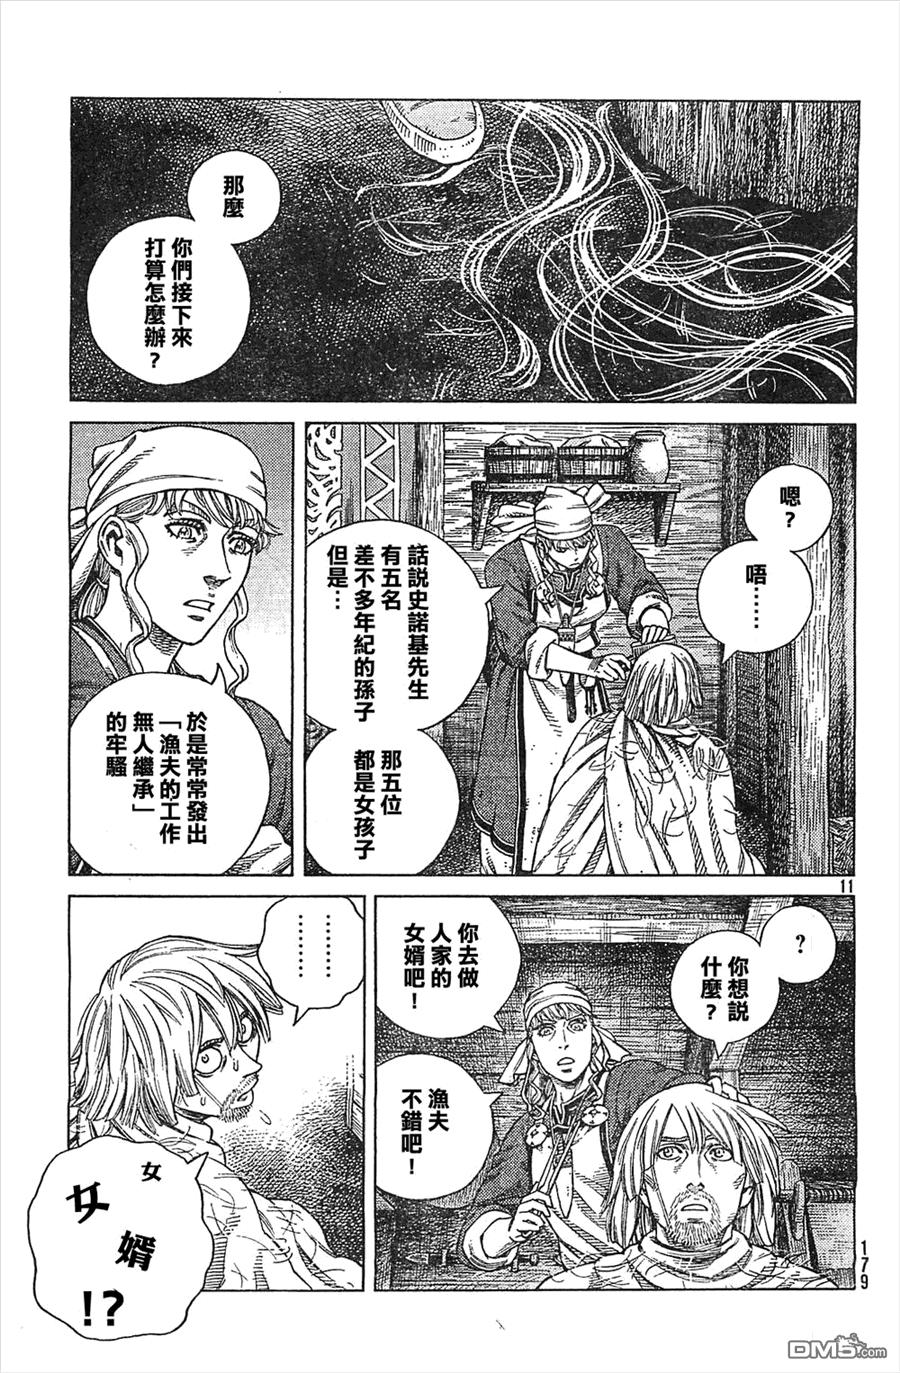 那麼
你們接下來
打算怎麼辦？
嗯？
唔……
話說史諾基先生
有五名
差不多年紀的孫子
但是…
那五位
都是女孩子
於是常常發出
「漁夫的工作
無人繼承」
的牢騷
11
？
你想說
什麼？
你去做
人家的
女婿吧！
漁夫
不錯吧！
…………
女
女
婿
!?
179
DM5.com